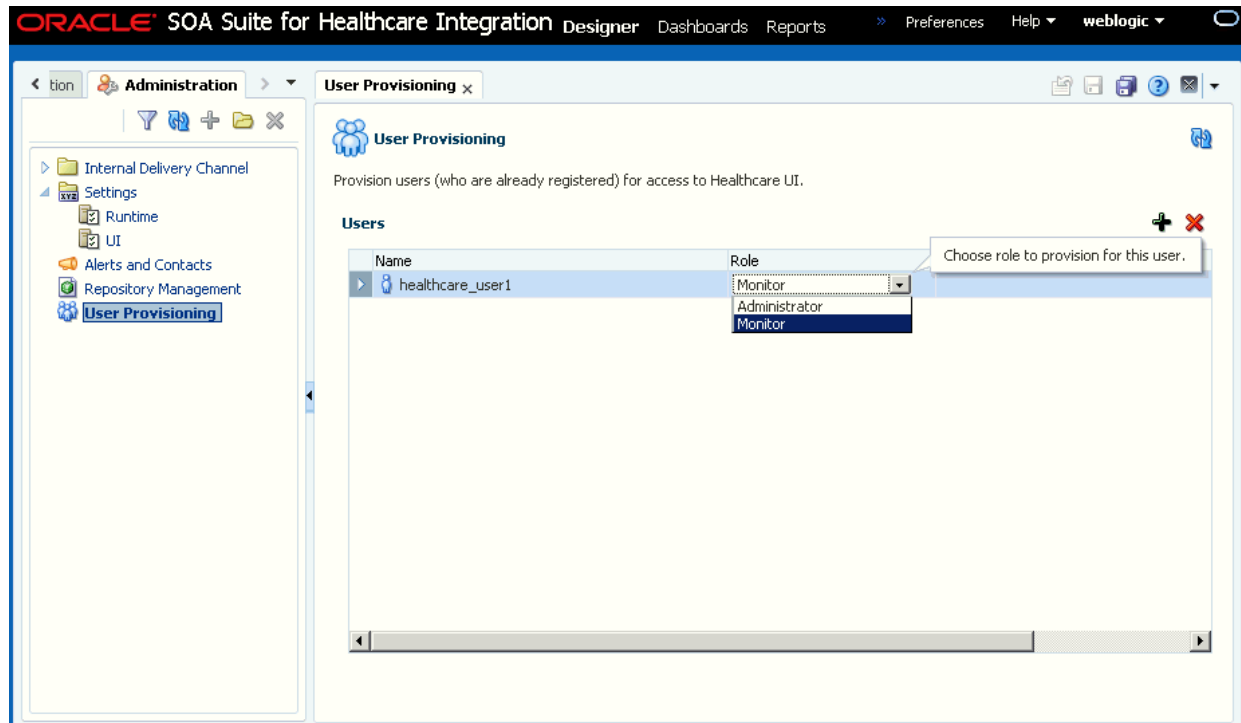 ORACLE SOA Suite for Healthcare Integration Designer Dashboards Reports » Preferences Help weblogic
tion Administration User Provisioning
User Provisioning
Internal Delivery Channel
Provision users (who are already registered) for access to Healthcare UI.
Settings
Runtime
Users
UI
Choose role to provision for this user.
Name Role
Alerts and Contacts
healthcare_user1 Monitor
Repository Management
Administrator
User Provisioning
Monitor